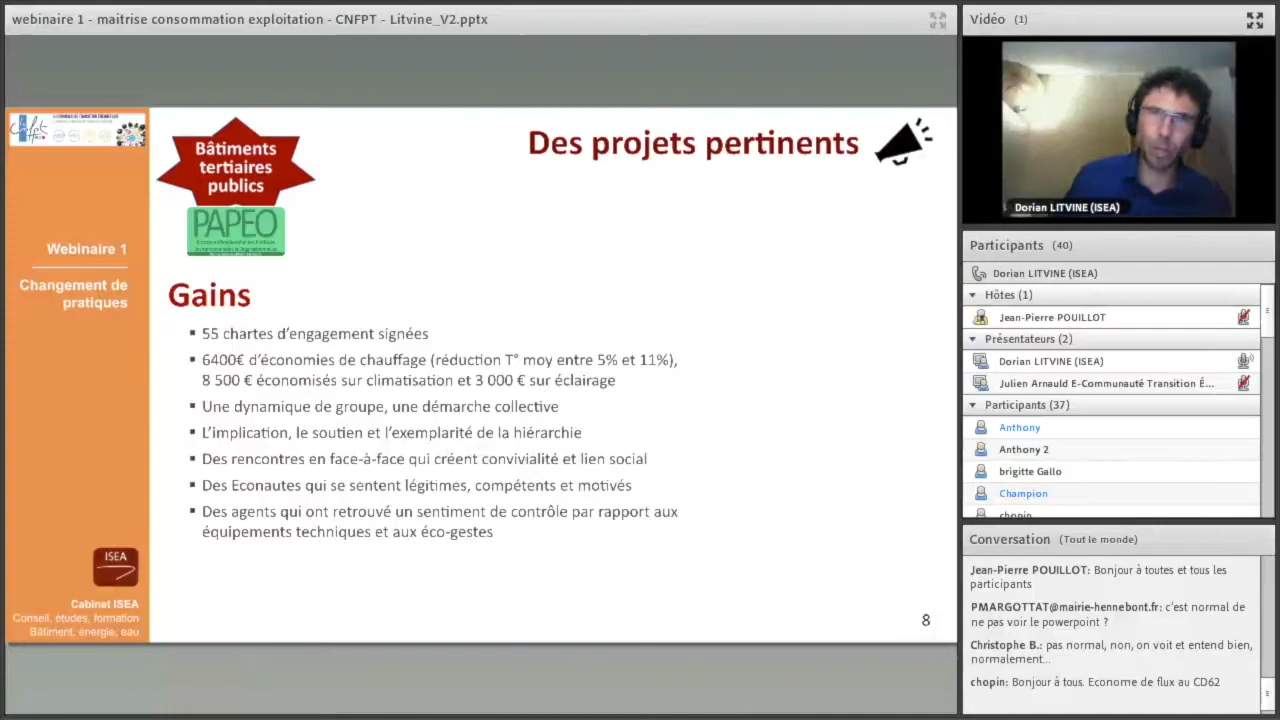 webinaire 1 - maitrise consommation exploitation - CNFPT - Litvine_V2.pptx
Bâtiments
tertiaires
publics
PAPEO
Des projets pertinents
Webinaire 1
Changement de
pratiques
Gains
▪ 55 chartes d’engagement signées
▪ 6400€ d’économies de chauffage (réduction T° moy entre 5% et 11%),
8 500 € économisés sur climatisation et 3 000 € sur éclairage
▪ Une dynamique de groupe, une démarche collective
▪ L’implication, le soutien et l’exemplarité de la hiérarchie
▪ Des rencontres en face-à-face qui créent convivialité et lien social
▪ Des Econautes qui se sentent légitimes, compétents et motivés
▪ Des agents qui ont retrouvé un sentiment de contrôle par rapport aux
équipements techniques et aux éco-gestes
ISEA
Cabinet ISEA
Conseil, études, formation
Bâtiment, énergie, eau
8
Vidéo (1)
Dorian LITVINE (ISEA)
Participants (40)
Dorian LITVINE (ISEA)
Hôtes (1)
Jean-Pierre POUILLOT
Présentateurs (2)
Dorian LITVINE (ISEA)
Julien Arnauld E-Communauté Transition É...
Participants (37)
Anthony
Anthony 2
brigitte Gallo
Champion
chopin
Conversation (Tout le monde)
Jean-Pierre POUILLOT: Bonjour à toutes et tous les
participants
PMARGOTTAT@mairie-hennebont.fr: c'est normal de
ne pas voir le powerpoint ?
Christophe B.: pas normal, non, on voit et entend bien,
normalement...
chopin: Bonjour à tous. Econome de flux au CD62